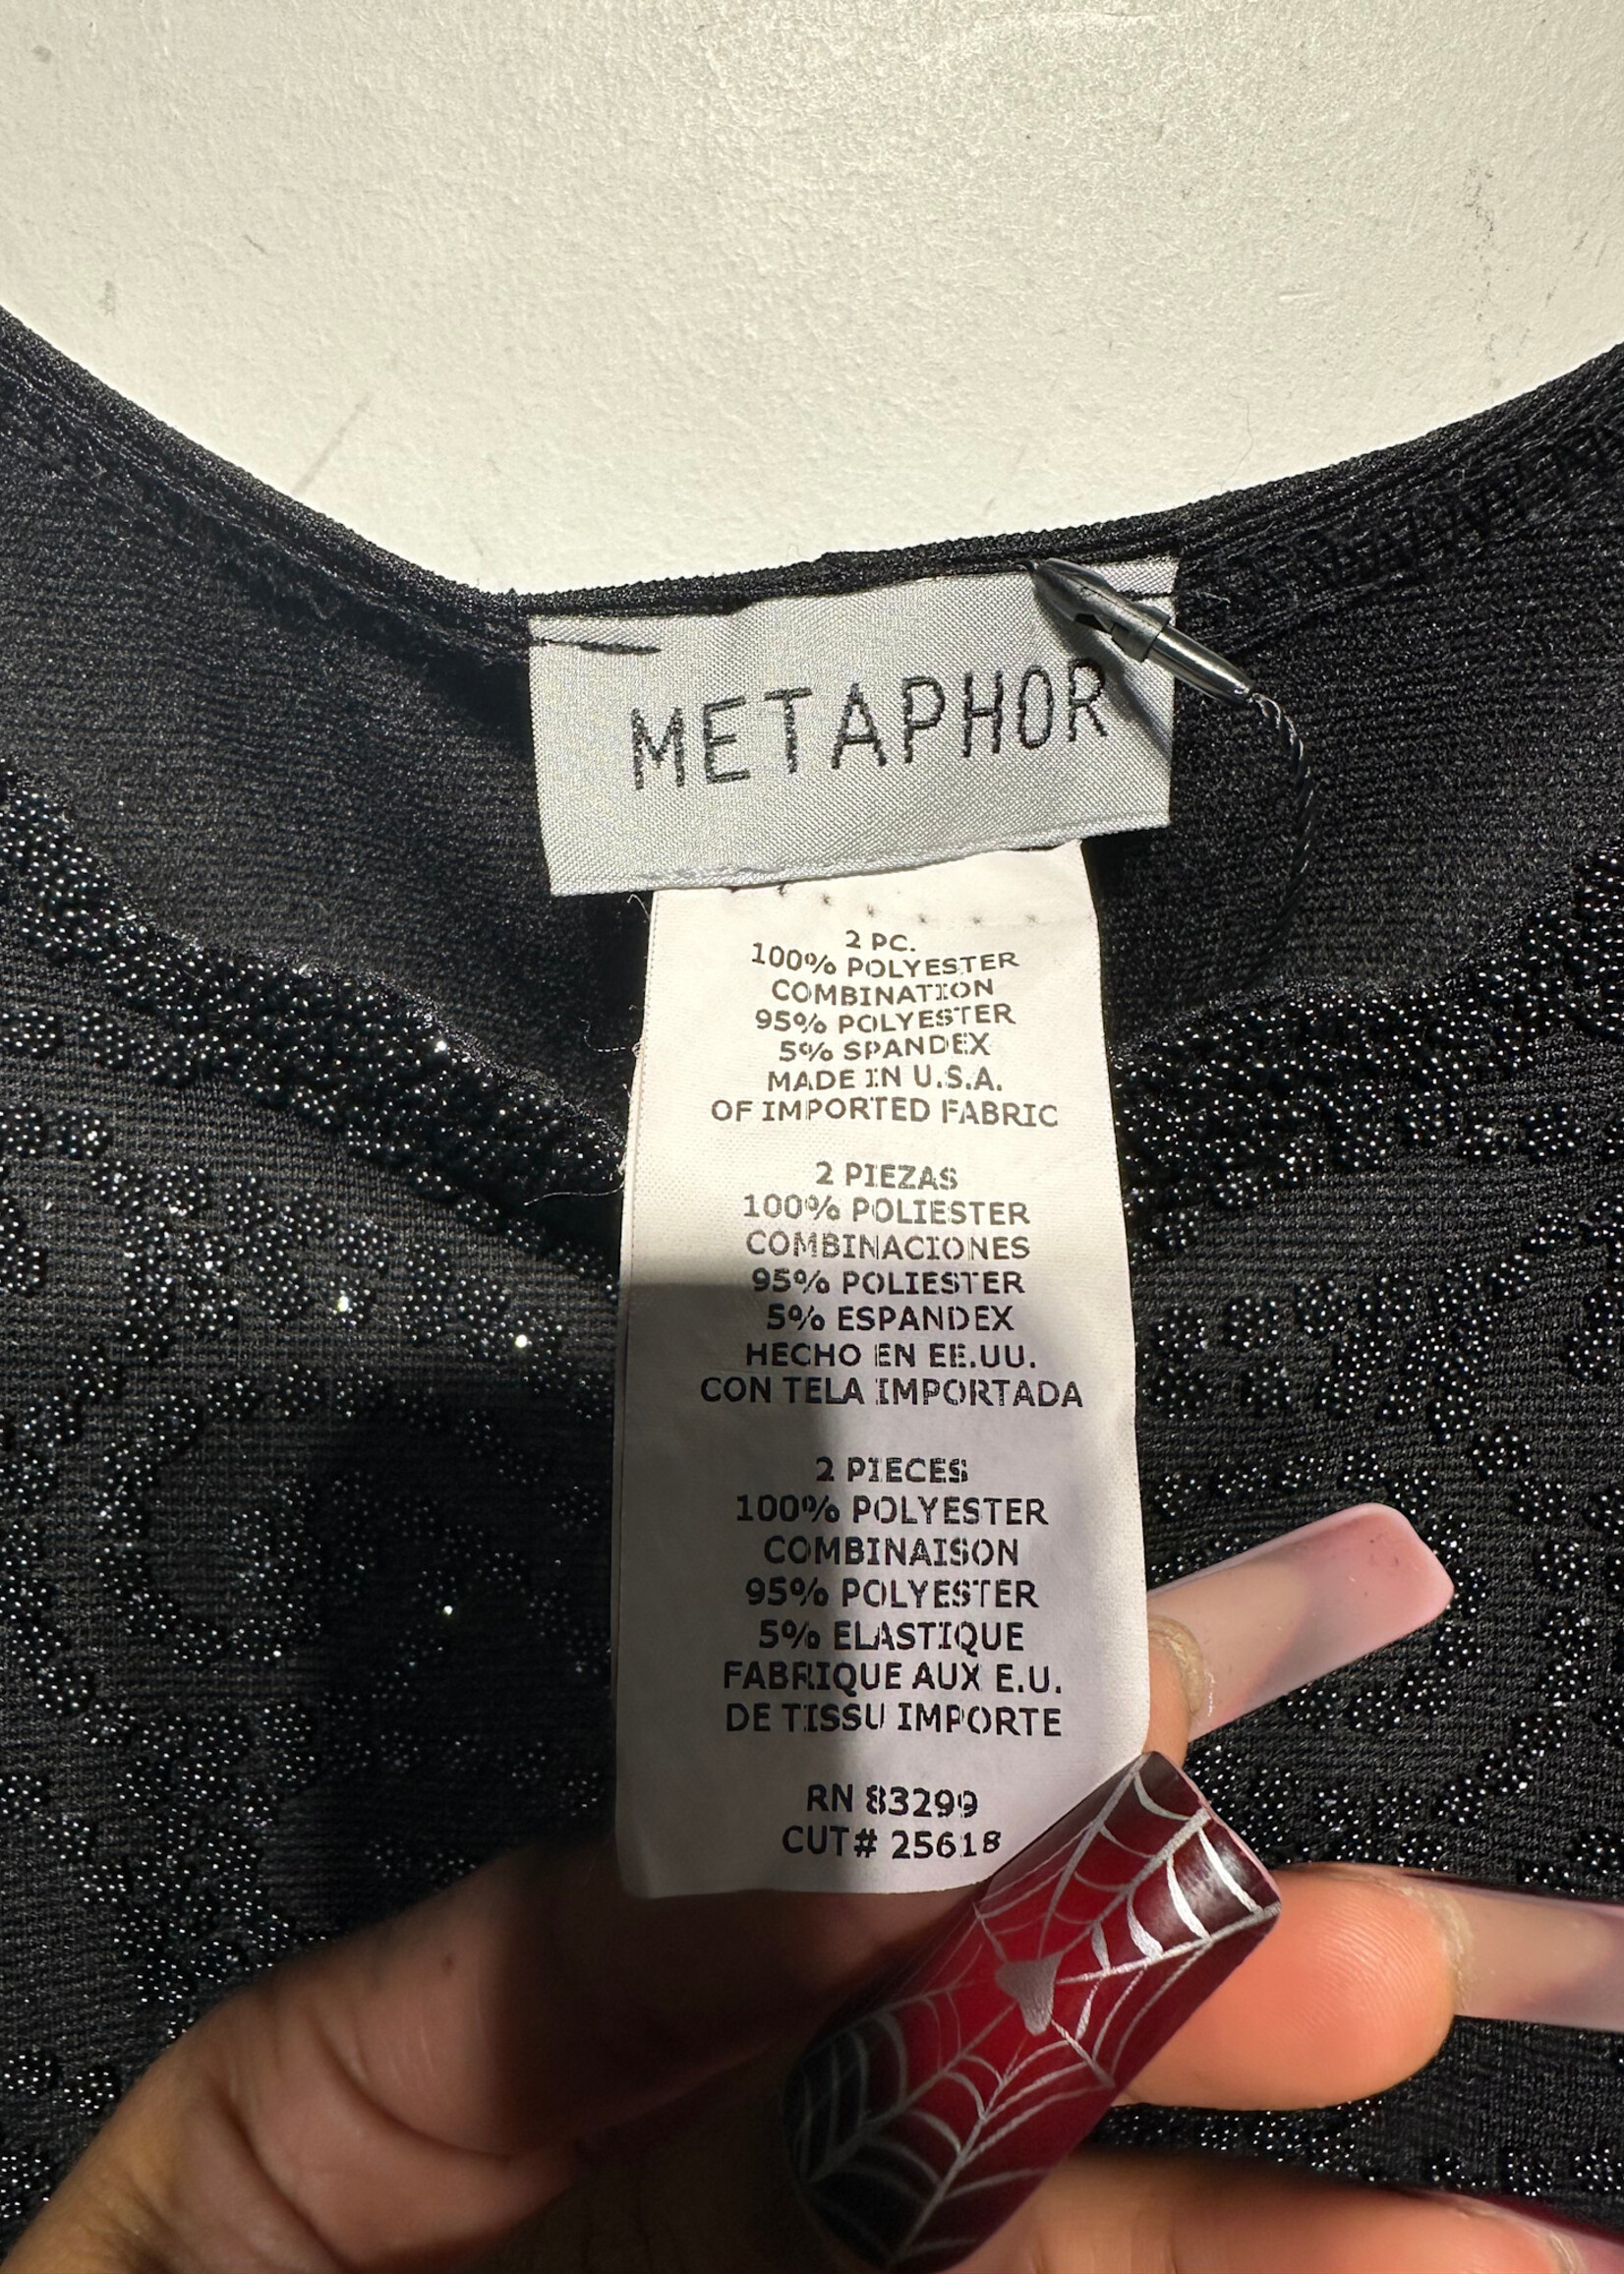 METAPHOR
2 PC.
100% POLYESTER
COMBINATION
95% POLYESTER
5% SPANDEX
MADE IN U.S.A.
OF IMPORTED FABRIC
2 PIEZAS
100% POLIESTER
COMBINACIONES
95% POLIESTER
5% ESPANDEX
HECHO EN EE.UU.
CON TELA IMPORTADA
2 PIECES
100% POLYESTER
COMBINAISON
95% POLYESTER
5% ELASTIQUE
FABRIQUE AUX E.U.
DE TISSU IMPORTE
RN 83299
CUT# 25618